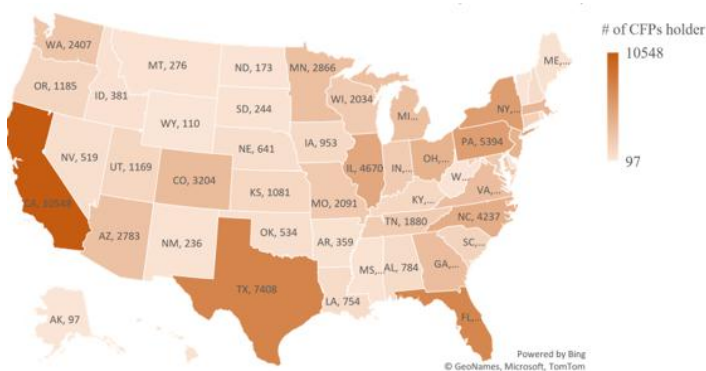 # of CFPs holder
10548
97
WA, 2407
OR, 1185
ID, 381
MT, 276
ND, 173
MN, 2866
ME,...
WY, 110
SD, 244
WI, 2034
MI...
NY,...
NV, 519
UT, 1169
CO, 3204
NE, 641
IA, 953
IL, 4670
IN,...
OH,...
PA, 5394
CA, 10548
KS, 1081
MO, 2091
KY,...
W...
VA,...
AZ, 2783
NM, 236
OK, 534
AR, 359
TN, 1880
NC, 4237
SC,...
TX, 7408
LA, 754
MS,...
AL, 784
GA,...
FL,...
AK, 97
Powered by Bing
© GeoNames, Microsoft, TomTom